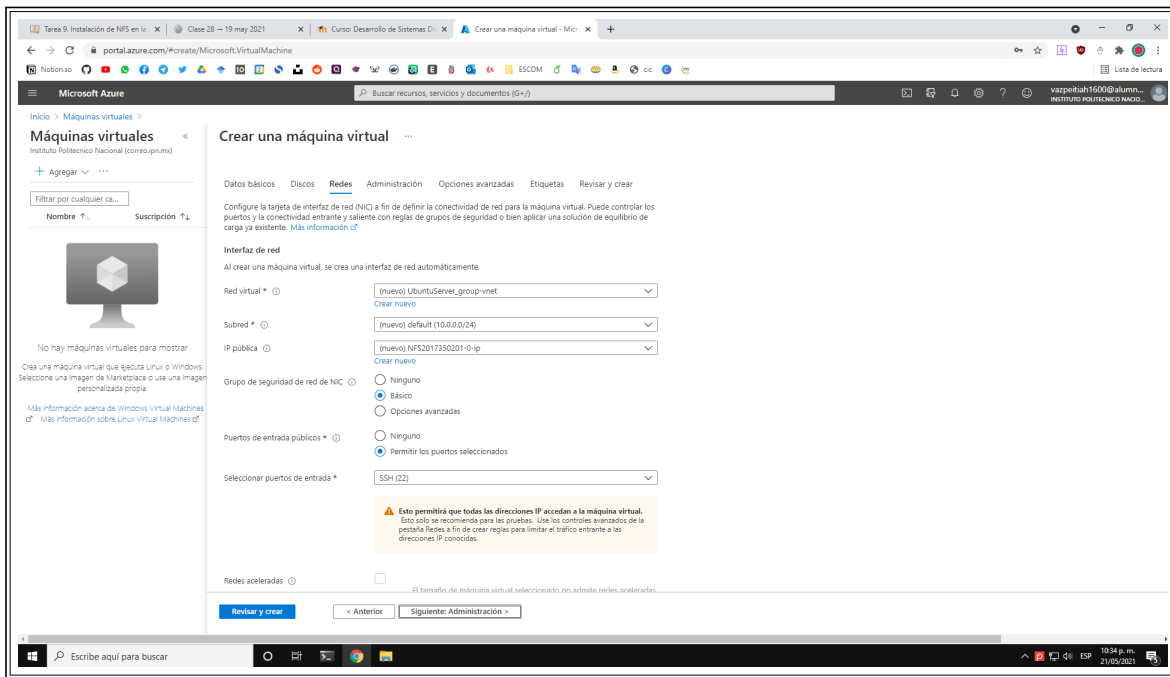 Tarea 9. Instalación de NFS en la
Clase 28 → 19 may 2021
Curso: Desarrollo de Sistemas Di
Crear una máquina virtual - Micr
portal.azure.com/#create/Microsoft.VirtualMachine
Notion.so
ESCOM
cic
Lista de lectura
Microsoft Azure
Buscar recursos, servicios y documentos (G+/)
vazpeitiah1600@alumn...
INSTITUTO POLITECNICO NACIO...
Inicio > Máquinas virtuales >
Máquinas virtuales «
Instituto Politecnico Nacional (correo.ipn.mx)
+ Agregar ...
Filtrar por cualquier ca...
Nombre ↑↓ Suscripción ↑↓
No hay máquinas virtuales para mostrar
Crea una máquina virtual que ejecuta Linux o Windows.
Seleccione una imagen de Marketplace o use una imagen
personalizada propia.
Más información acerca de Windows Virtual Machines
Más información sobre Linux Virtual Machines
Crear una máquina virtual ...
Datos básicos Discos Redes Administración Opciones avanzadas Etiquetas Revisar y crear
Configure la tarjeta de interfaz de red (NIC) a fin de definir la conectividad de red para la máquina virtual. Puede controlar los
puertos y la conectividad entrante y saliente con reglas de grupos de seguridad o bien aplicar una solución de equilibrio de
carga ya existente. Más información
Interfaz de red
Al crear una máquina virtual, se crea una interfaz de red automáticamente.
Red virtual *
(nuevo) UbuntuServer_group-vnet
Crear nuevo
Subred *
(nuevo) default (10.0.0.0/24)
IP pública
(nuevo) NFS2017350201-0-ip
Crear nuevo
Grupo de seguridad de red de NIC
Ninguno
Básico
Opciones avanzadas
Puertos de entrada públicos *
Ninguno
Permitir los puertos seleccionados
Seleccionar puertos de entrada *
SSH (22)
Esto permitirá que todas las direcciones IP accedan a la máquina virtual.
Esto solo se recomienda para las pruebas. Use los controles avanzados de la
pestaña Redes a fin de crear reglas para limitar el tráfico entrante a las
direcciones IP conocidas.
Redes aceleradas
El tamaño de máquina virtual seleccionado no admite redes aceleradas.
Revisar y crear
< Anterior
Siguiente: Administración >
Escribe aquí para buscar
ESP
10:34 p. m.
21/05/2021